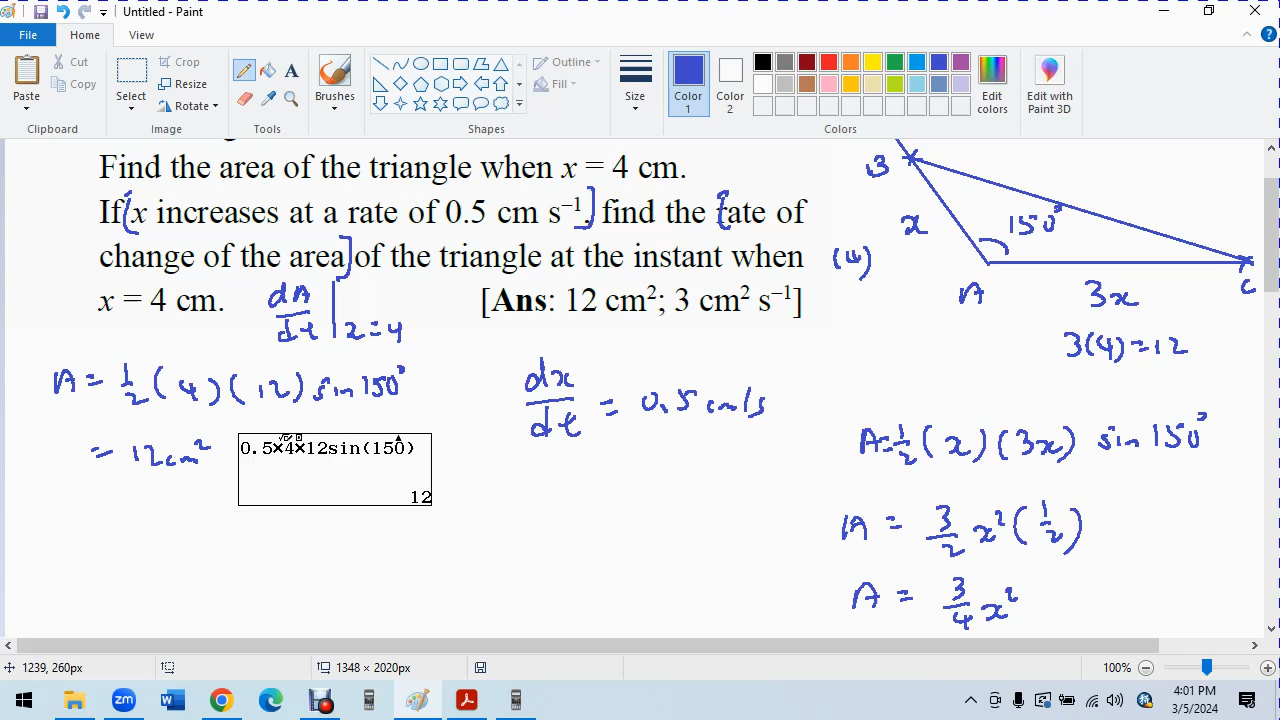 Untitled - Paint
File Home View
Paste
Cut
Copy
Clipboard
Select
Crop
Resize
Rotate
Image
Tools
Brushes
Shapes
Outline
Fill
Size
Color 1
Color 2
Edit colors
Colors
Edit with Paint 3D
Find the area of the triangle when x = 4 cm.
If [x increases at a rate of 0.5 cm s⁻¹,] find the [rate of
change of the area] of the triangle at the instant when
x = 4 cm. dA/dt | x = 4 [Ans: 12 cm²; 3 cm² s⁻¹]
B
x
150°
(4)
A
3x
C
3(4) = 12
A = 1/2 (4)(12) sin 150°
= 12cm²
0.5×4×12sin(150)
12
dx/dt = 0.5 cm/s
A = 1/2 (x)(3x) sin 150°
A = 3/2 x² (1/2)
A = 3/4 x²
1239, 260px
1348 × 2020px
100%
4:01 PM
3/5/2024